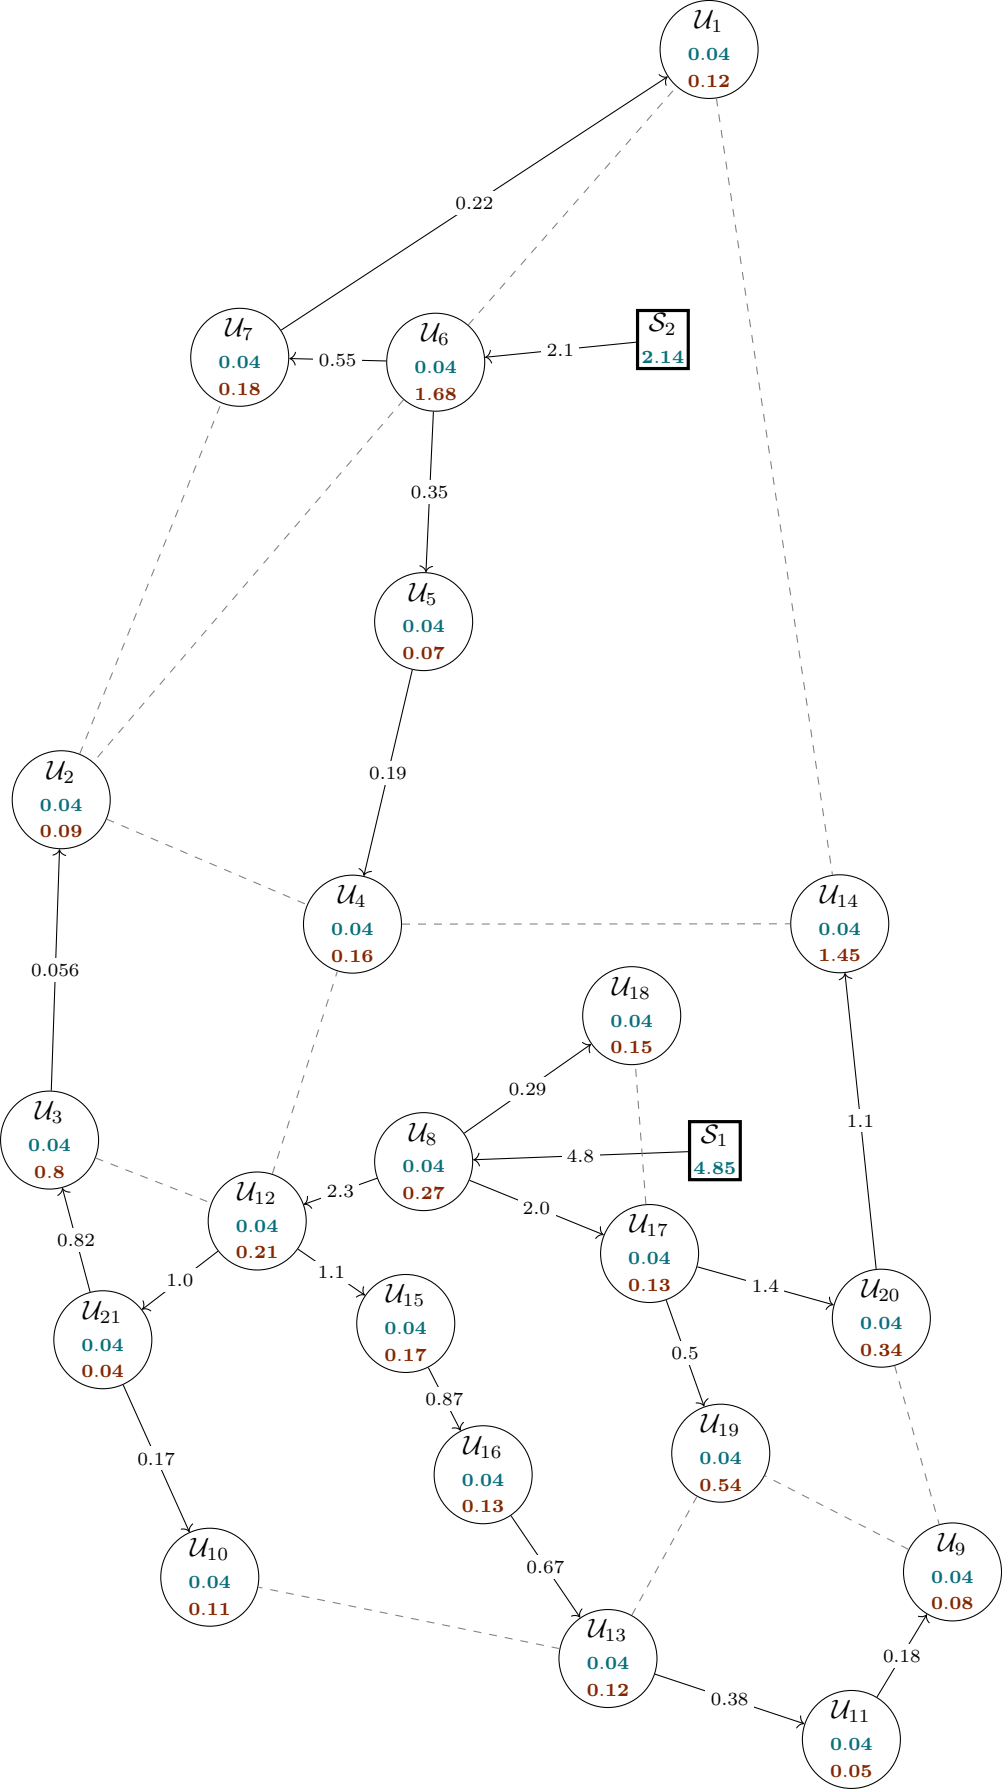 𝒰₁
0.04
0.12
0.22
𝒰₇
0.04
0.18
0.55
𝒰₆
0.04
1.68
2.1
𝒮₂
2.14
0.35
𝒰₅
0.04
0.07
0.19
𝒰₂
0.04
0.09
𝒰₄
0.04
0.16
𝒰₁₄
0.04
1.45
0.056
𝒰₁₈
0.04
0.15
0.29
1.1
𝒰₃
0.04
0.8
𝒰₈
0.04
0.27
4.8
𝒮₁
4.85
2.3
2.0
𝒰₁₂
0.04
0.21
𝒰₁₇
0.04
0.13
0.82
1.0
1.1
1.4
𝒰₂₁
0.04
0.04
𝒰₁₅
0.04
0.17
𝒰₂₀
0.04
0.34
0.5
0.87
0.17
𝒰₁₆
0.04
0.13
𝒰₁₉
0.04
0.54
0.67
𝒰₁₀
0.04
0.11
𝒰₉
0.04
0.08
𝒰₁₃
0.04
0.12
0.18
0.38
𝒰₁₁
0.04
0.05